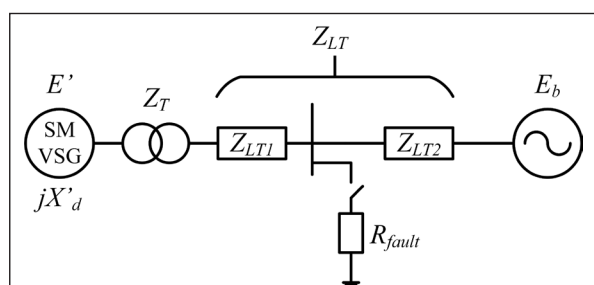 Z_LT
E'
Z_T
E_b
SM
VSG
Z_LT1
Z_LT2
jX'_d
R_fault